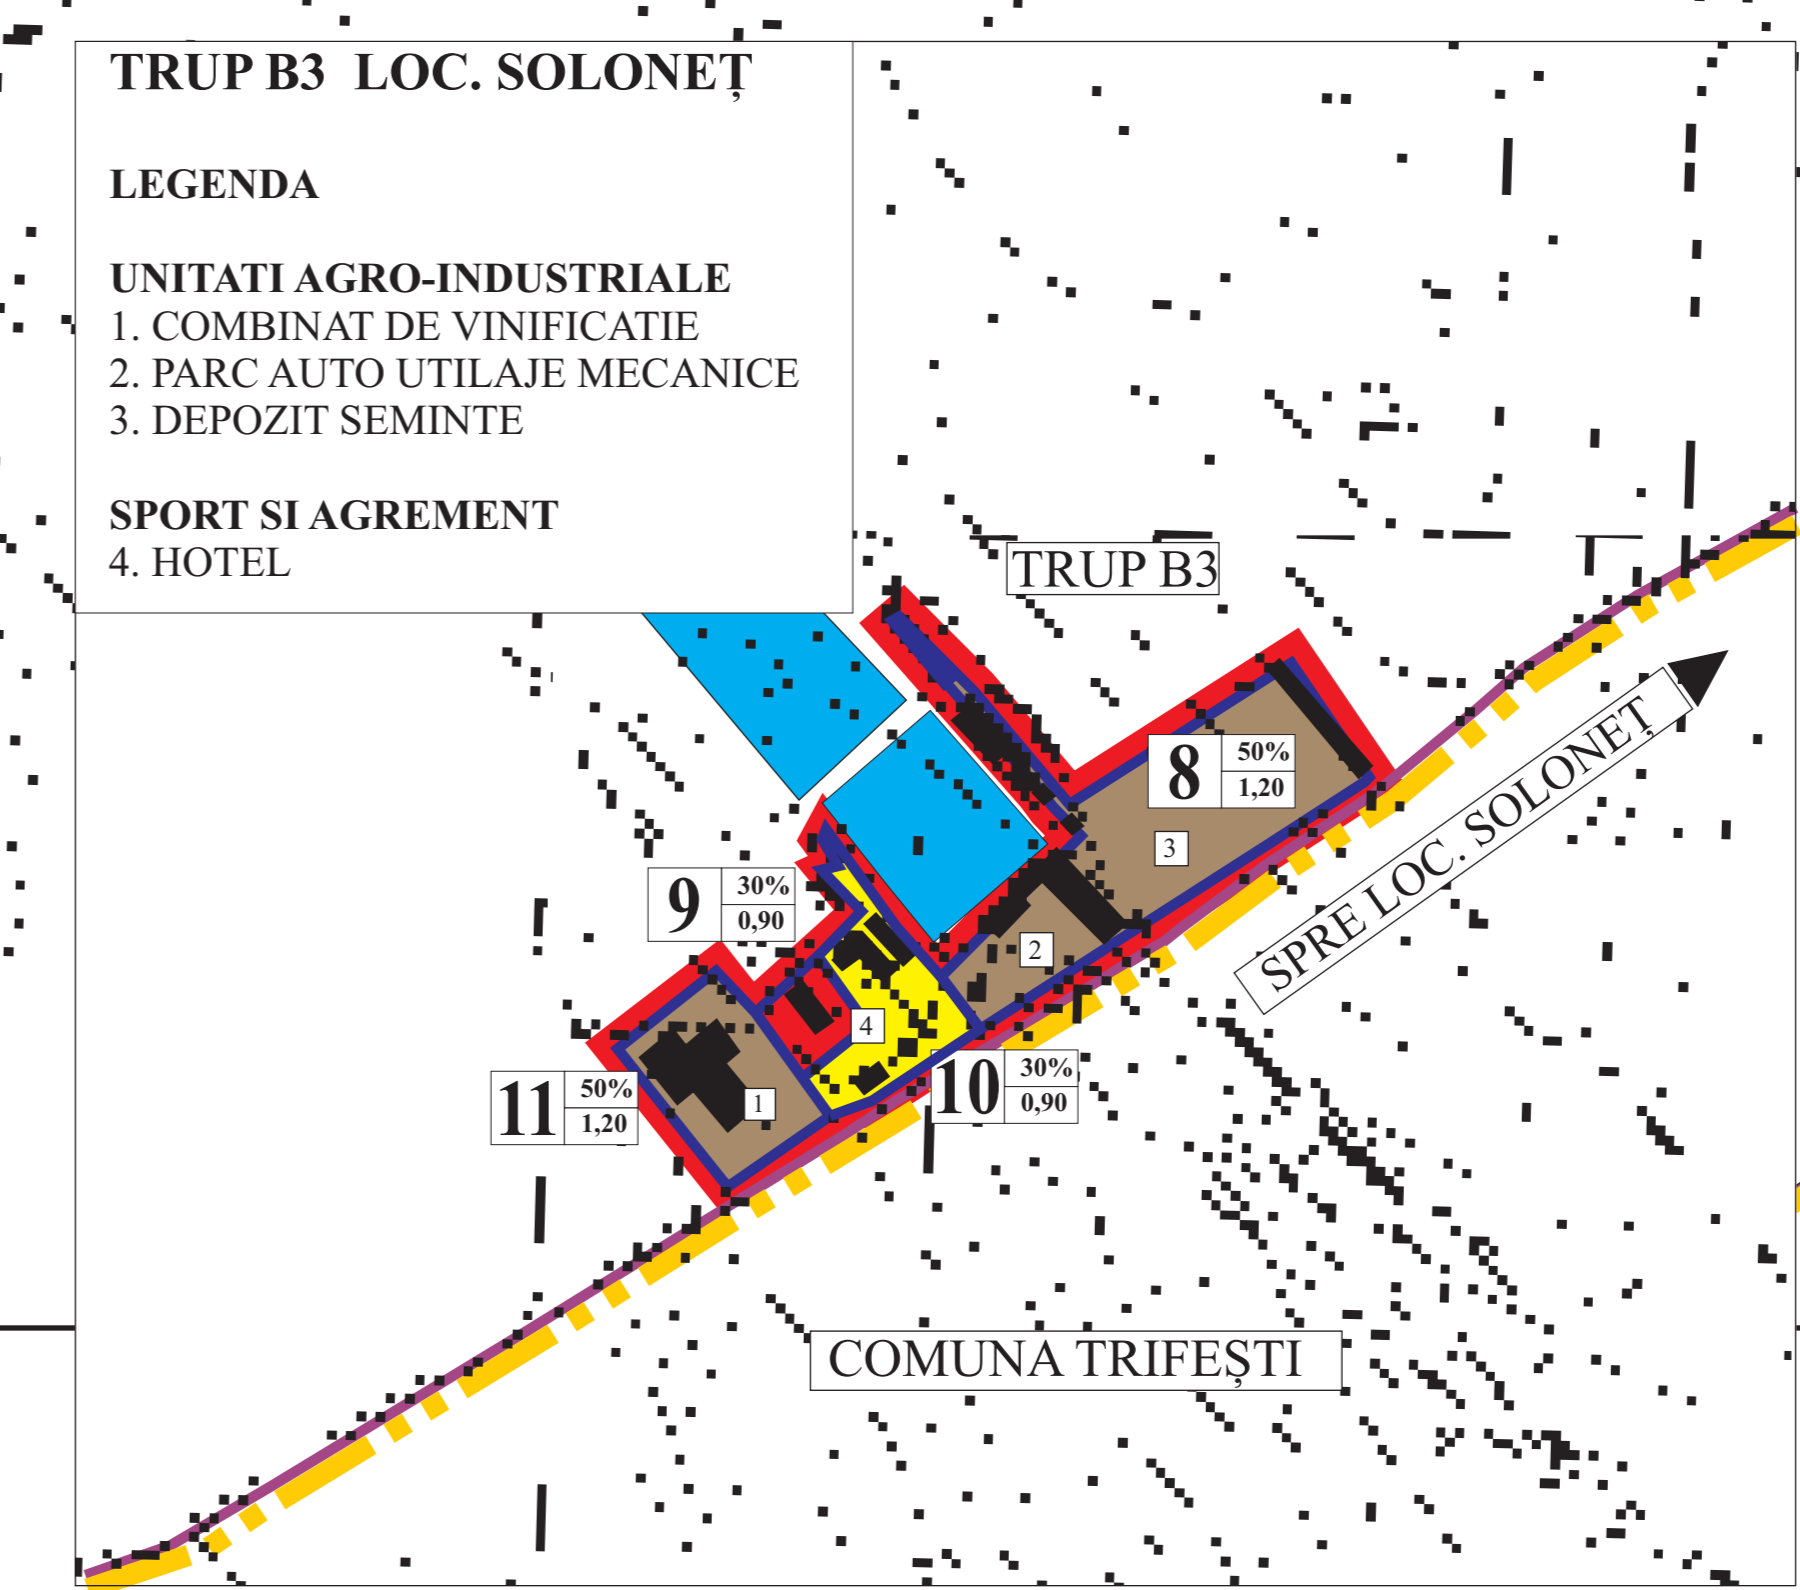 TRUP B3 LOC. SOLONEȚ
LEGENDA
UNITATI AGRO-INDUSTRIALE
1. COMBINAT DE VINIFICATIE
2. PARC AUTO UTILAJE MECANICE
3. DEPOZIT SEMINTE
SPORT SI AGREMENT
4. HOTEL
TRUP B3
8
50%
1,20
3
SPRE LOC. SOLONEȚ
9
30%
0,90
2
4
10
30%
0,90
11
50%
1,20
1
COMUNA TRIFEȘTI